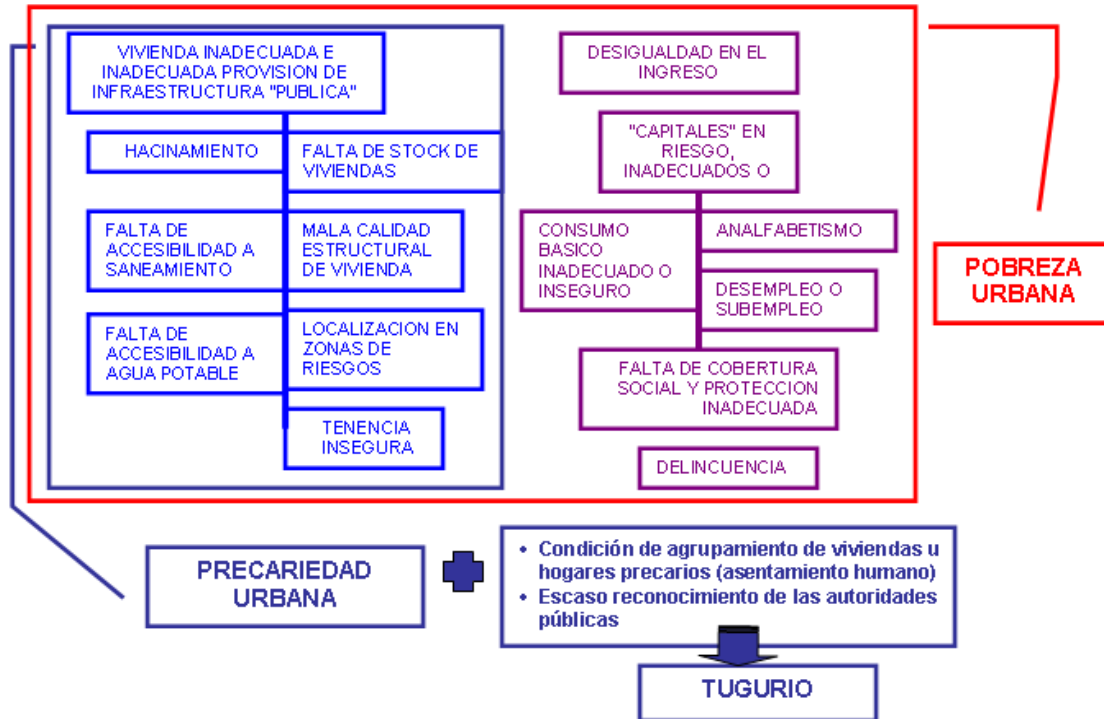 VIVIENDA INADECUADA E
INADECUADA PROVISION DE
INFRAESTRUCTURA "PUBLICA"
HACINAMIENTO
FALTA DE STOCK DE
VIVIENDAS
FALTA DE
ACCESIBILIDAD A
SANEAMIENTO
MALA CALIDAD
ESTRUCTURAL
DE VIVIENDA
FALTA DE
ACCESIBILIDAD A
AGUA POTABLE
LOCALIZACION EN
ZONAS DE
RIESGOS
TENENCIA
INSEGURA
DESIGUALDAD EN EL
INGRESO
"CAPITALES" EN
RIESGO,
INADECUADOS O
CONSUMO
BASICO
INADECUADO O
INSEGURO
ANALFABETISMO
DESEMPLEO O
SUBEMPLEO
FALTA DE COBERTURA
SOCIAL Y PROTECCION
INADECUADA
DELINCUENCIA
POBREZA
URBANA
PRECARIEDAD
URBANA
• Condición de agrupamiento de viviendas u
hogares precarios (asentamiento humano)
• Escaso reconocimiento de las autoridades
públicas
TUGURIO